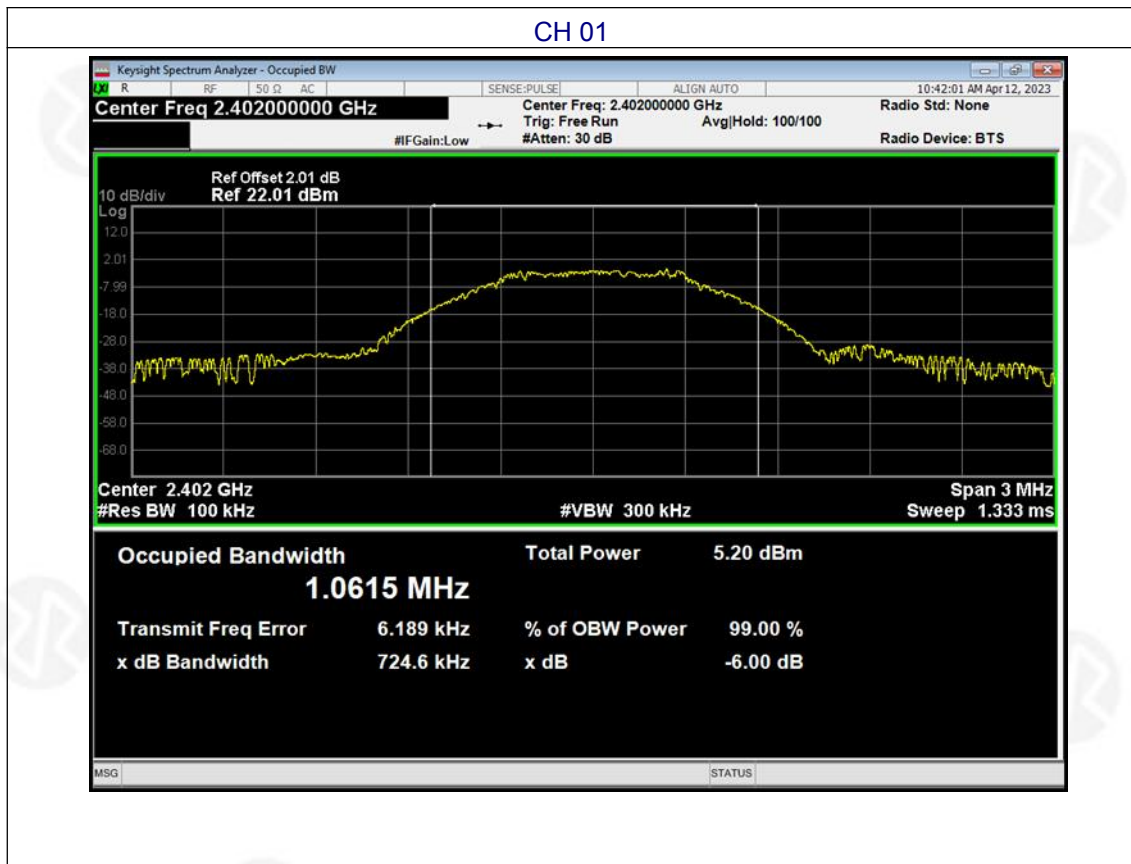 CH 01
Keysight Spectrum Analyzer - Occupied BW
LXI R RF 50 Ω AC SENSE:PULSE ALIGN AUTO 10:42:01 AM Apr 12, 2023
Center Freq 2.402000000 GHz Center Freq: 2.402000000 GHz Radio Std: None
Trig: Free Run Avg|Hold: 100/100
#IFGain:Low #Atten: 30 dB Radio Device: BTS
Ref Offset 2.01 dB
10 dB/div Ref 22.01 dBm
Log
12.0
2.01
-7.99
-18.0
-28.0
-38.0
-48.0
-58.0
-68.0
Center 2.402 GHz Span 3 MHz
#Res BW 100 kHz #VBW 300 kHz Sweep 1.333 ms
Occupied Bandwidth Total Power 5.20 dBm
1.0615 MHz
Transmit Freq Error 6.189 kHz % of OBW Power 99.00 %
x dB Bandwidth 724.6 kHz x dB -6.00 dB
MSG STATUS